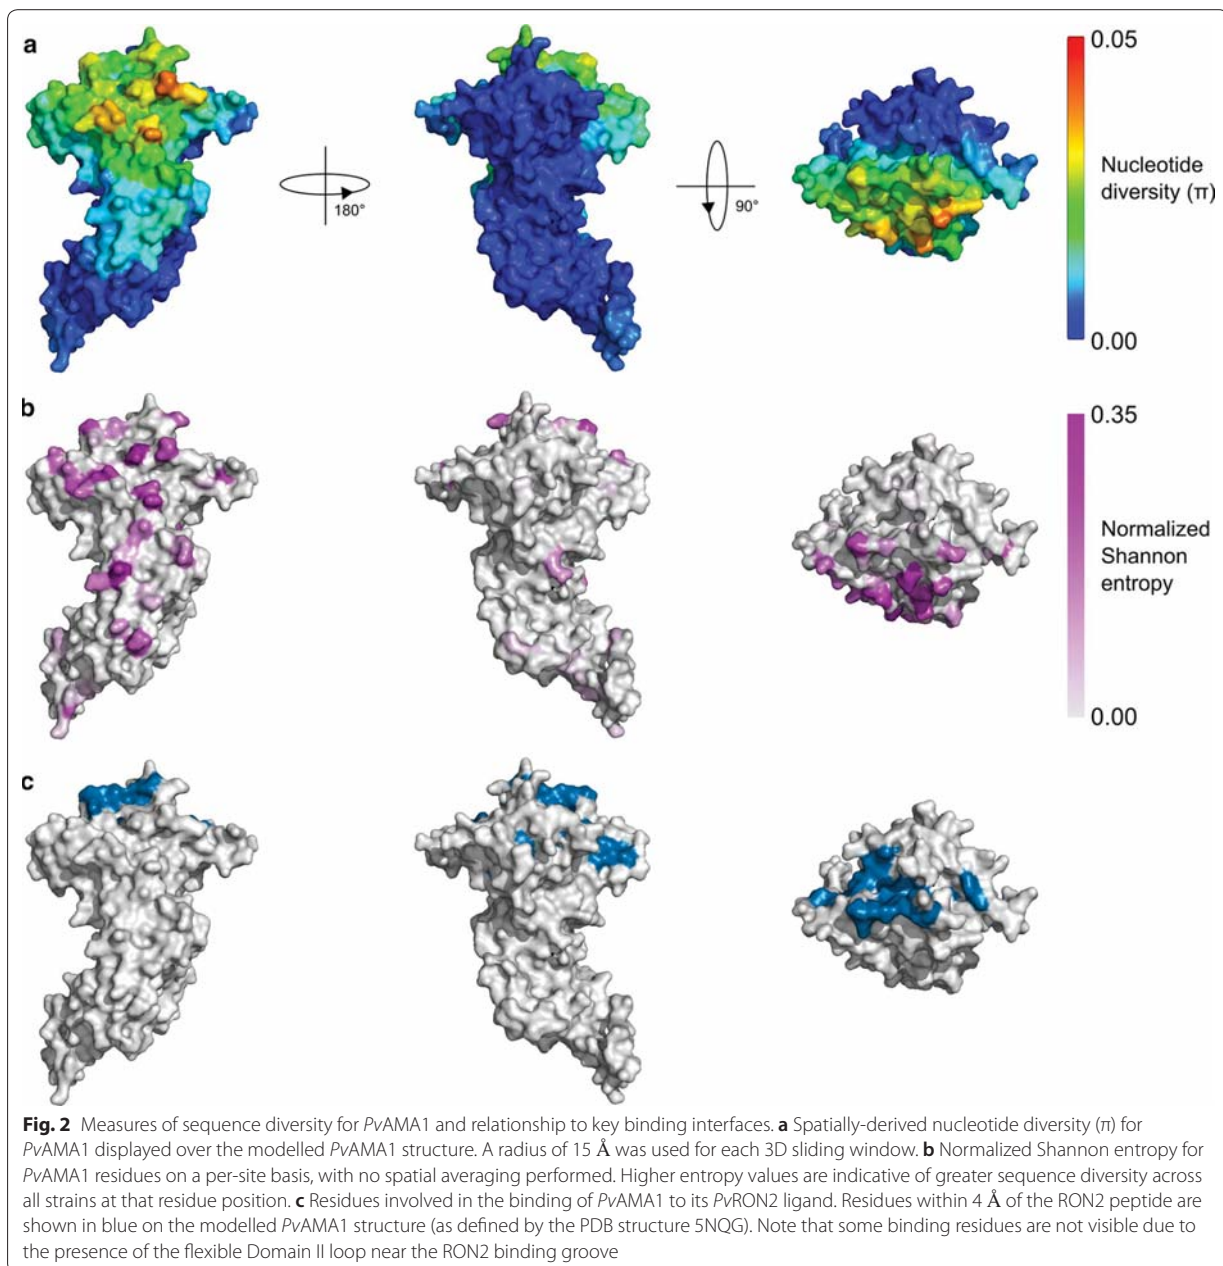 a
0.05
Nucleotide
diversity (π)
180°
90°
0.00
b
0.35
Normalized
Shannon
entropy
0.00
c
Fig. 2 Measures of sequence diversity for PvAMA1 and relationship to key binding interfaces. a Spatially-derived nucleotide diversity (π) for
PvAMA1 displayed over the modelled PvAMA1 structure. A radius of 15 Å was used for each 3D sliding window. b Normalized Shannon entropy for
PvAMA1 residues on a per-site basis, with no spatial averaging performed. Higher entropy values are indicative of greater sequence diversity across
all strains at that residue position. c Residues involved in the binding of PvAMA1 to its PvRON2 ligand. Residues within 4 Å of the RON2 peptide are
shown in blue on the modelled PvAMA1 structure (as defined by the PDB structure 5NQG). Note that some binding residues are not visible due to
the presence of the flexible Domain II loop near the RON2 binding groove